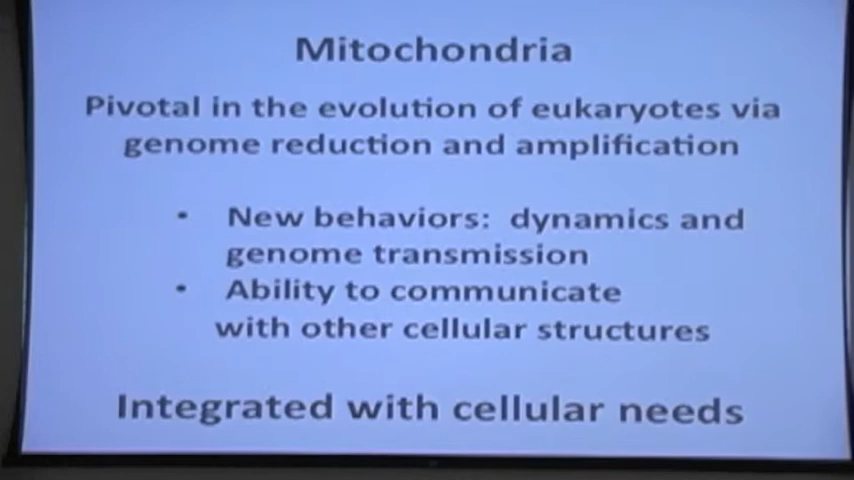 Mitochondria
Pivotal in the evolution of eukaryotes via
genome reduction and amplification
• New behaviors: dynamics and
genome transmission
• Ability to communicate
with other cellular structures
Integrated with cellular needs